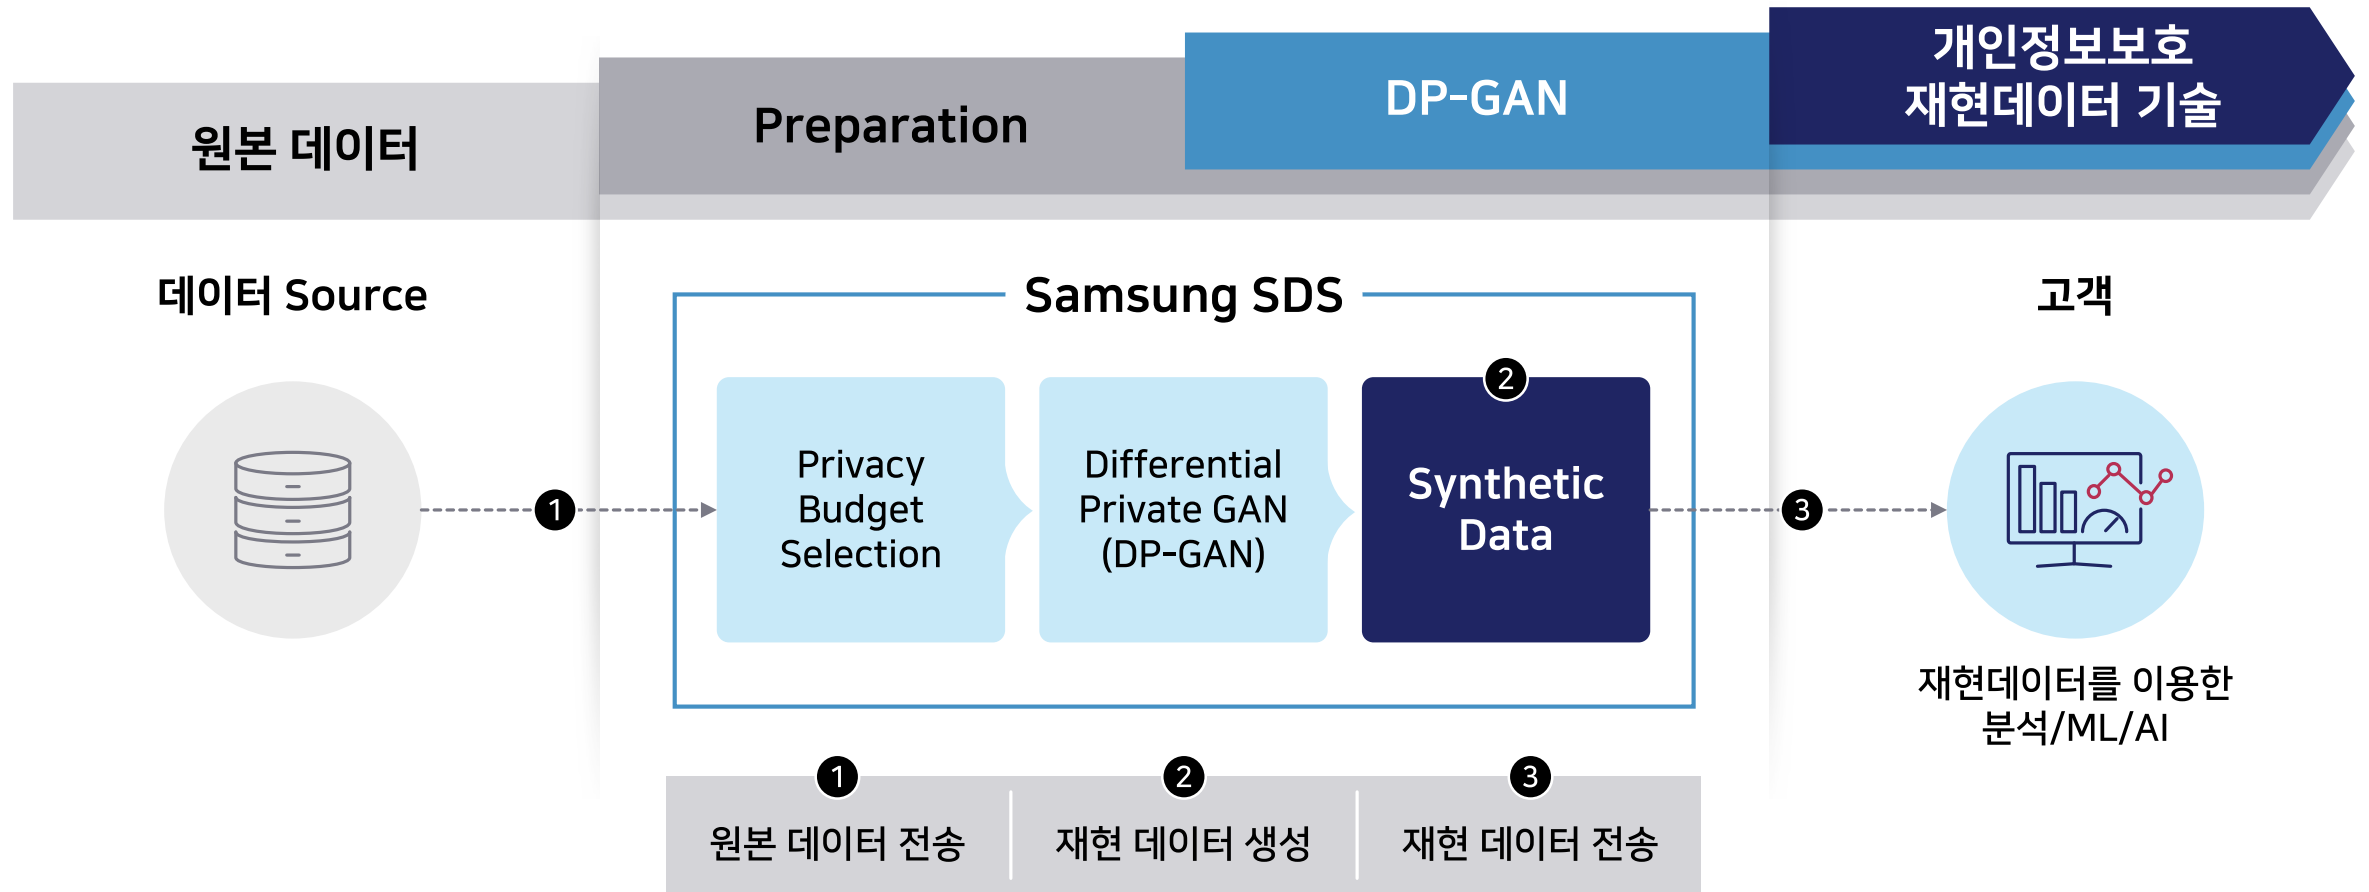 원본 데이터
Preparation
DP-GAN
개인정보보호
재현데이터 기술
데이터 Source
Samsung SDS
고객
1
Privacy
Budget
Selection
Differential
Private GAN
(DP-GAN)
2
Synthetic
Data
3
재현데이터를 이용한
분석/ML/AI
1
원본 데이터 전송
2
재현 데이터 생성
3
재현 데이터 전송